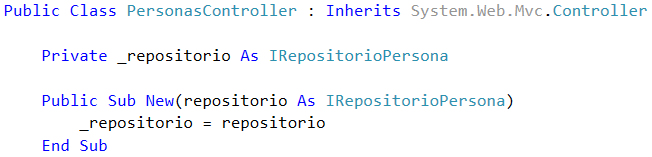 Public Class PersonasController : Inherits System.Web.Mvc.Controller
Private _repositorio As IRepositorioPersona
Public Sub New(repositorio As IRepositorioPersona)
_repositorio = repositorio
End Sub